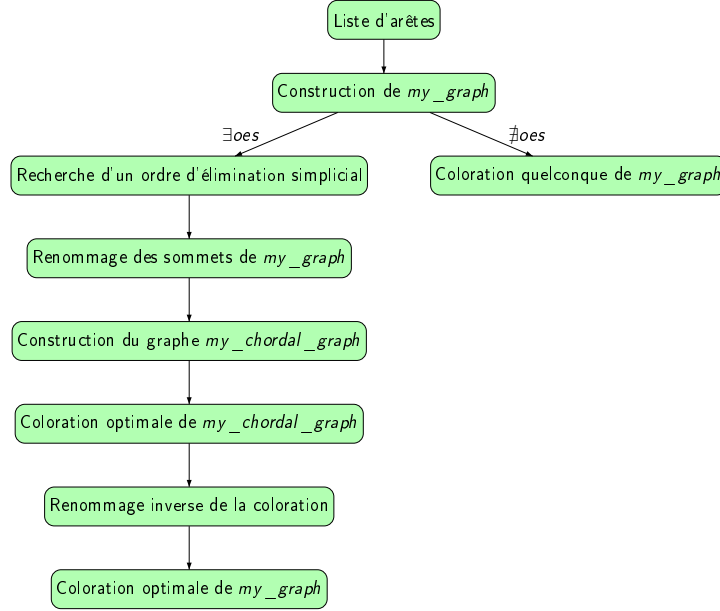 Liste d'arêtes
Construction de my_graph
∃oes
∄oes
Recherche d'un ordre d'élimination simplicial
Coloration quelconque de my_graph
Renommage des sommets de my_graph
Construction du graphe my_chordal_graph
Coloration optimale de my_chordal_graph
Renommage inverse de la coloration
Coloration optimale de my_graph